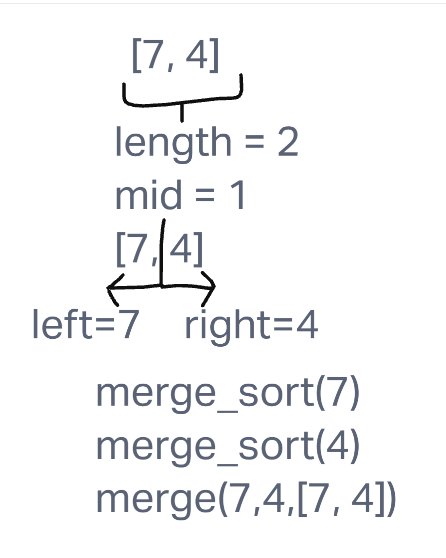 [7, 4]
length = 2
mid = 1
[7, 4]
left=7 right=4
merge_sort(7)
merge_sort(4)
merge(7,4,[7, 4])